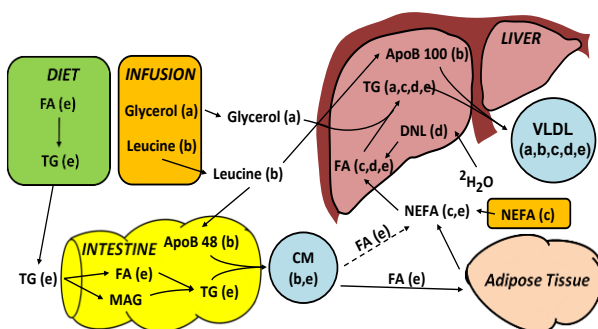 DIET
FA (e)
TG (e)
INFUSION
Glycerol (a)
Leucine (b)
Glycerol (a)
Leucine (b)
LIVER
ApoB 100 (b)
TG (a,c,d,e)
DNL (d)
FA (c,d,e)
VLDL
(a,b,c,d,e)
²H₂O
NEFA (c,e)
NEFA (c)
INTESTINE
ApoB 48 (b)
TG (e)
FA (e)
MAG
TG (e)
CM
(b,e)
FA (e)
FA (e)
Adipose Tissue